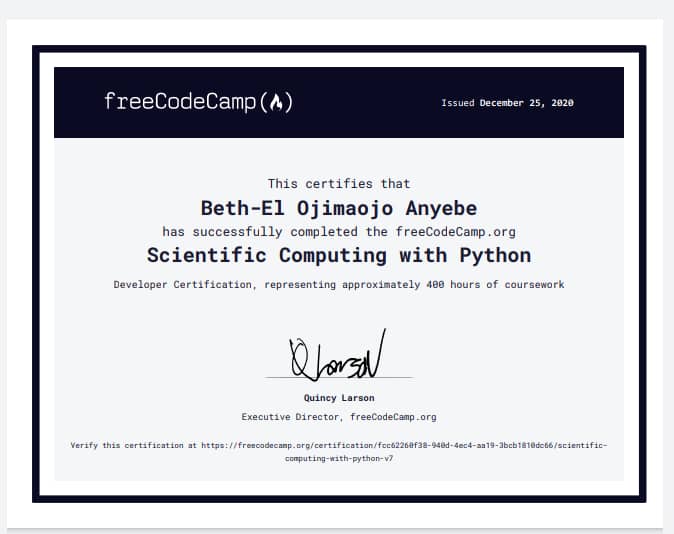 freeCodeCamp
Issued December 25, 2020
This certifies that
Beth-El Ojimaojo Anyebe
has successfully completed the freeCodeCamp.org
Scientific Computing with Python
Developer Certification, representing approximately 400 hours of coursework
Quincy Larson
Executive Director, freeCodeCamp.org
Verify this certification at https://freecodecamp.org/certification/fcc62260f38-940d-4ec4-aa19-3bcb1810dc66/scientific-
computing-with-python-v7